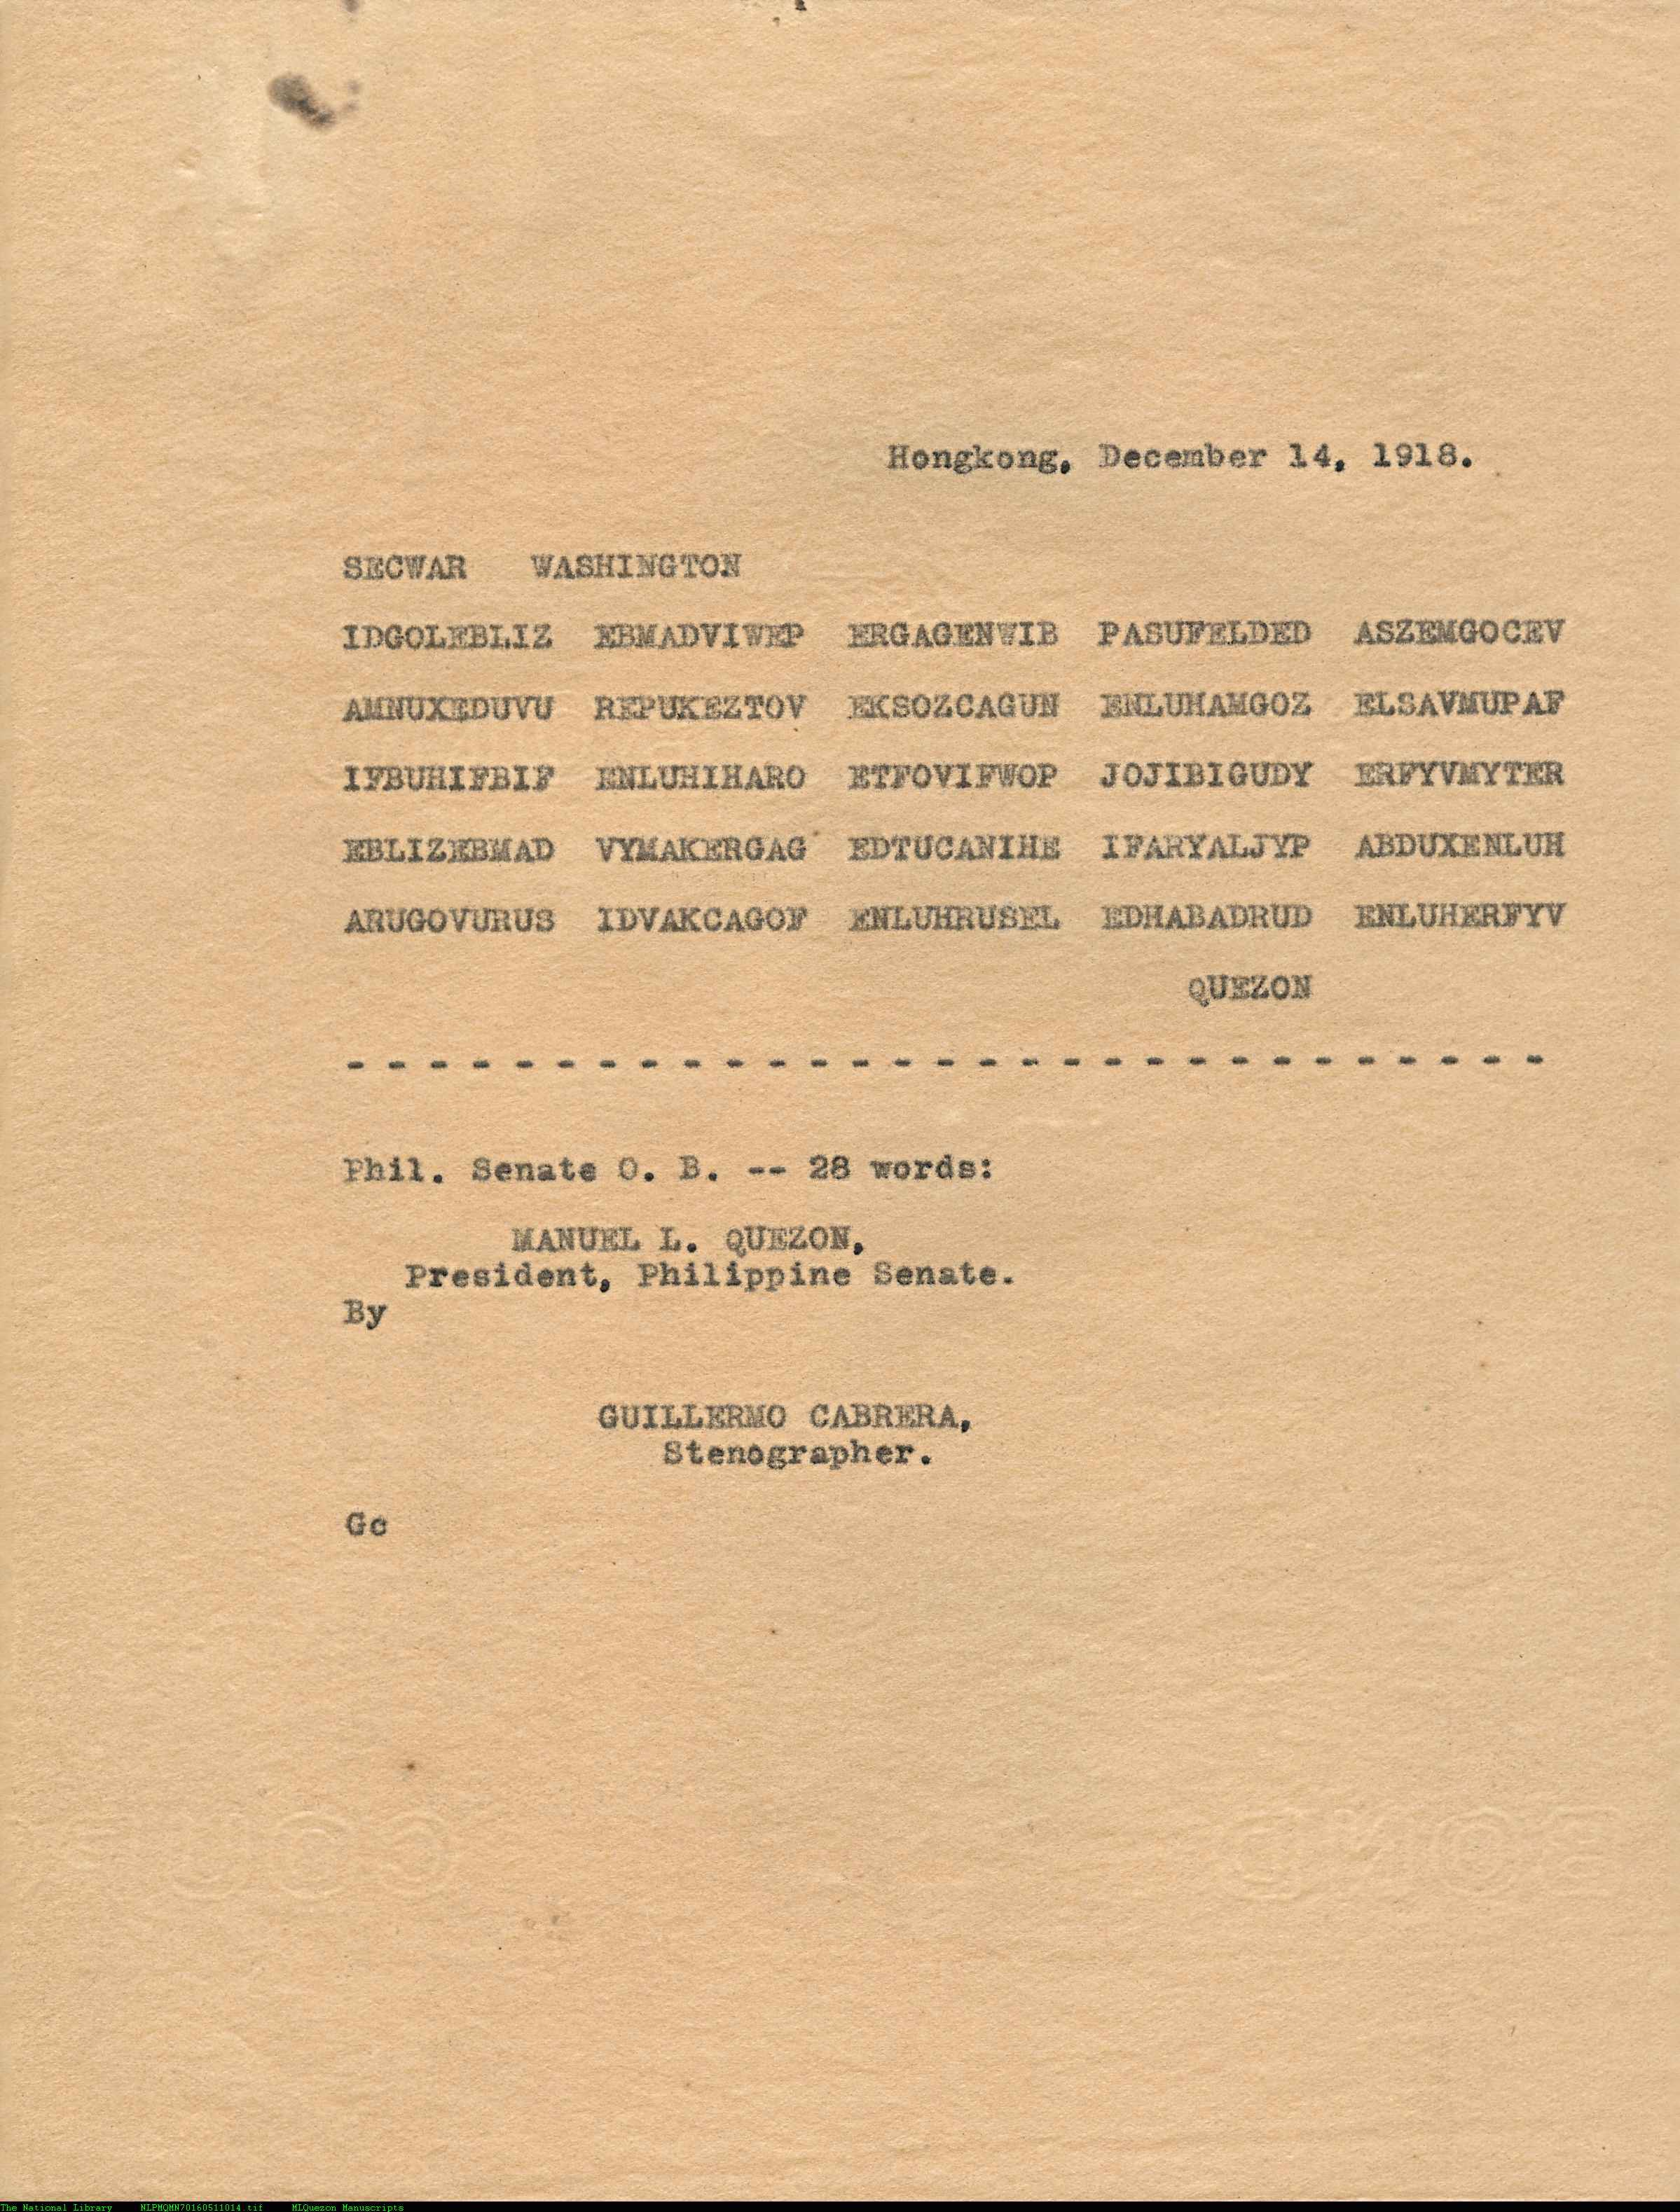 Hongkong, December 14, 1918.
SECWAR WASHINGTON
IDGOLEBLIZ EBMADVIWEP ERGAGENWIB PASUFELDED ASZEMGOCEV
AMNUXEDUVU REPUKEZTOV EKSOZCAGUN ENLUHAMGOZ ELSAVMUPAF
IFBUHIFBIF ENLUHIHARO ETFOVIFWOP JOJIBIGUDY ERFYVMYTER
EBLIZEBMAD VYMAKERGAG EDTUCANIHE IFARYALJYP ABDUXENLUH
ARUGOVURUS IDVAKCAGOF ENLUHRUSEL EDHABADRUD ENLUHERFYV
QUEZON
- - - - - - - - - - - - - - - - - - - - - - - - - - - - -
Phil. Senate O. B. -- 28 words:
MANUEL L. QUEZON,
President, Philippine Senate.
By
GUILLERMO CABRERA,
Stenographer.
Gc
The National Library NLPMQMN70160511014.tif MLQuezon Manuscripts